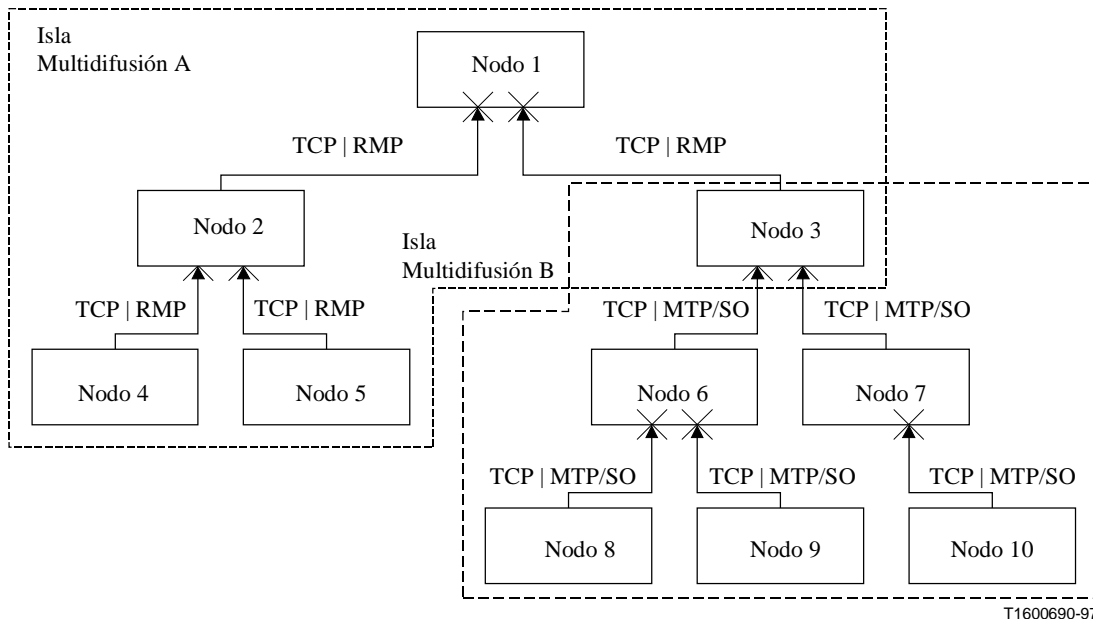 Isla
Multidifusión A
Nodo 1
TCP | RMP
TCP | RMP
Nodo 2
Isla
Multidifusión B
Nodo 3
TCP | RMP
TCP | RMP
TCP | MTP/SO
TCP | MTP/SO
Nodo 4
Nodo 5
Nodo 6
Nodo 7
TCP | MTP/SO
TCP | MTP/SO
TCP | MTP/SO
Nodo 8
Nodo 9
Nodo 10
T1600690-97